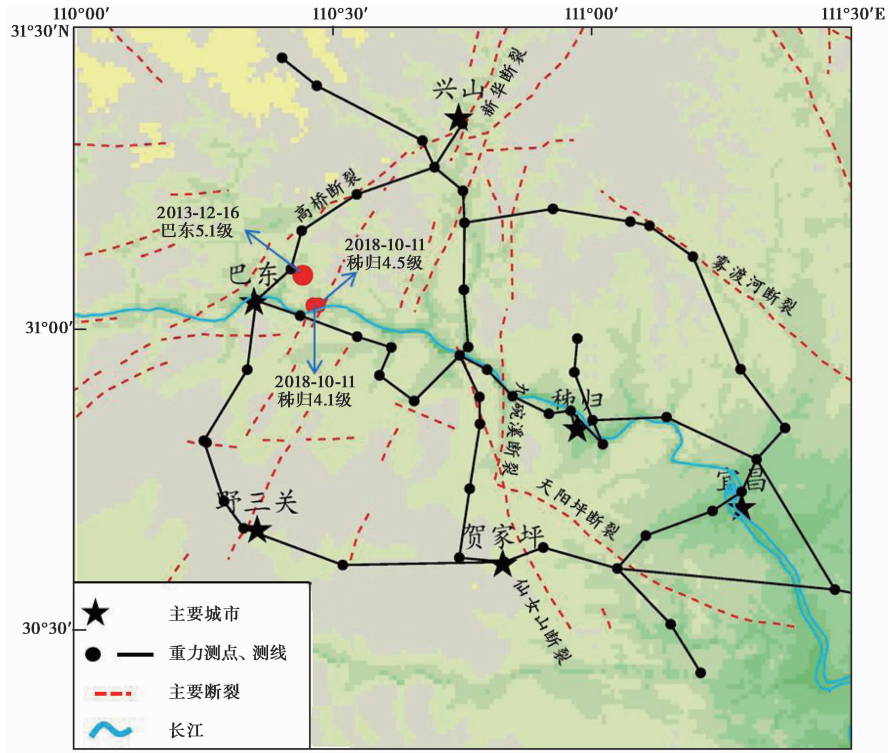 110°00′
110°30′
111°00′
111°30′E
31°30′N
31°00′
30°30′
兴山
新华断裂
高桥断裂
2013-12-16
巴东5.1级
2018-10-11
秭归4.5级
巴东
雾渡河断裂
2018-10-11
秭归4.1级
秭归
九畹溪断裂
宜昌
天阳坪断裂
野三关
贺家坪
仙女山断裂
主要城市
重力测点、测线
主要断裂
长江